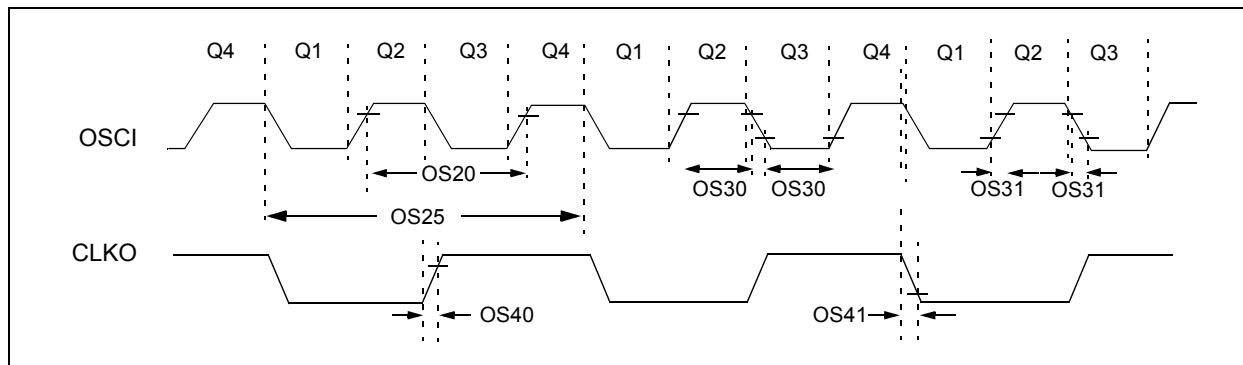 Q4 Q1 Q2 Q3 Q4 Q1 Q2 Q3 Q4 Q1 Q2 Q3
OSCI
OS20 OS30 OS30 OS31 OS31
OS25
CLKO
OS40 OS41